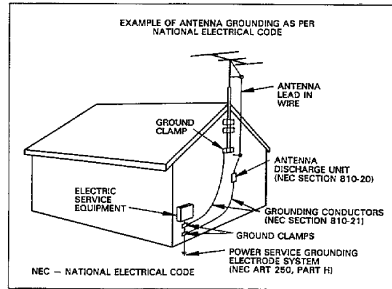 EXAMPLE OF ANTENNA GROUNDING AS PER
NATIONAL ELECTRICAL CODE
ANTENNA
LEAD IN
WIRE
GROUND
CLAMP
ANTENNA
DISCHARGE UNIT
(NEC SECTION 810-20)
ELECTRIC
SERVICE
EQUIPMENT
GROUNDING CONDUCTORS
(NEC SECTION 810-21)
GROUND CLAMPS
POWER SERVICE GROUNDING
ELECTRODE SYSTEM
(NEC ART 250, PART H)
NEC — NATIONAL ELECTRICAL CODE